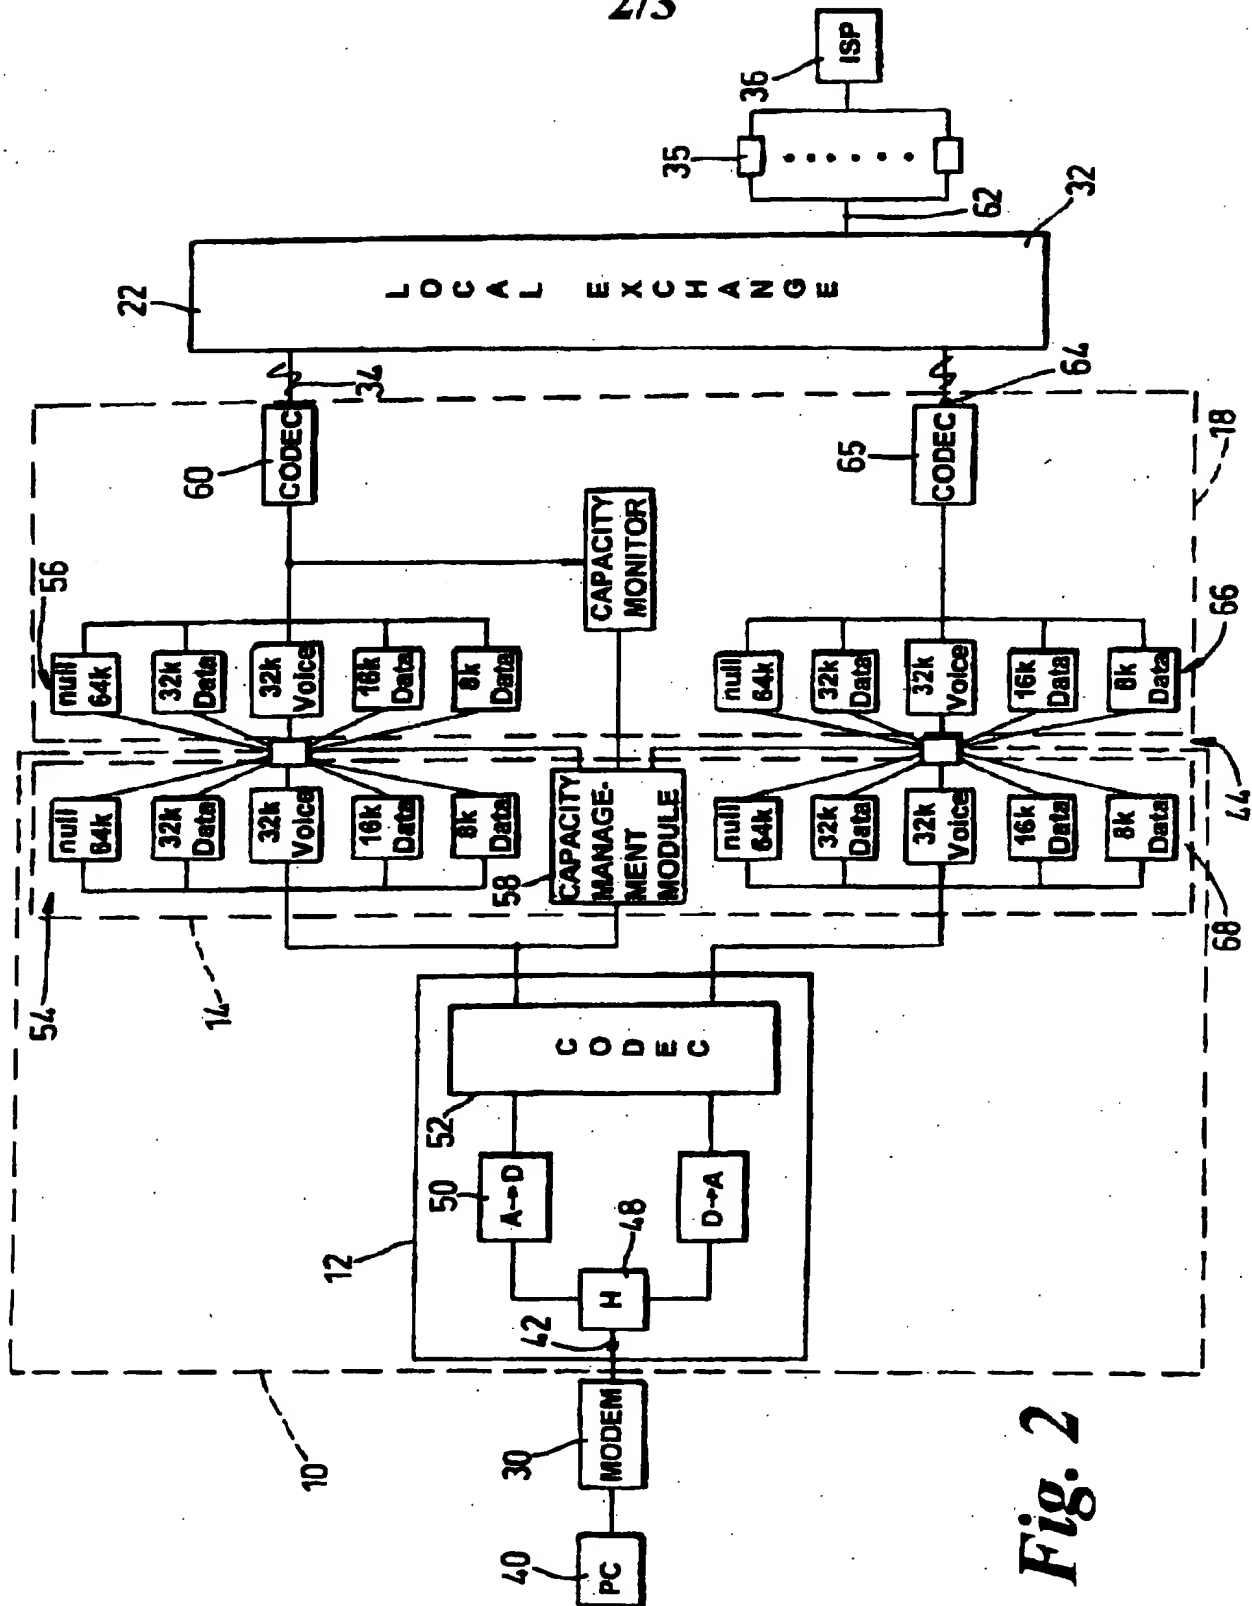 2/3
PC
40
MODEM
30
10
42
H
48
12
A→D
50
D→A
CODEC
52
14
54
null 64k
32k Data
32k Voice
16k Data
8k Data
CAPACITY
MANAGE-
MENT
MODULE
58
null 64k
32k Data
32k Voice
16k Data
8k Data
68
44
56
null 64k
32k Data
32k Voice
16k Data
8k Data
CAPACITY
MONITOR
null 64k
32k Data
32k Voice
16k Data
8k Data
66
18
CODEC
60
34
CODEC
65
64
LOCAL EXCHANGE
22
32
62
35
36
ISP
Fig. 2